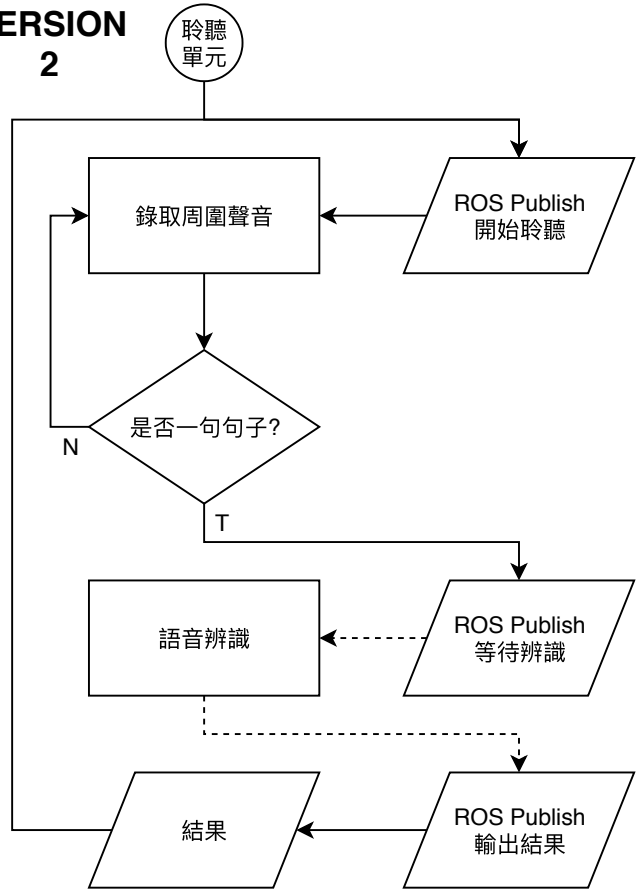 ERSION
2
聆聽
單元
錄取周圍聲音
ROS Publish
開始聆聽
是否一句句子?
N
T
語音辨識
ROS Publish
等待辨識
結果
ROS Publish
輸出結果